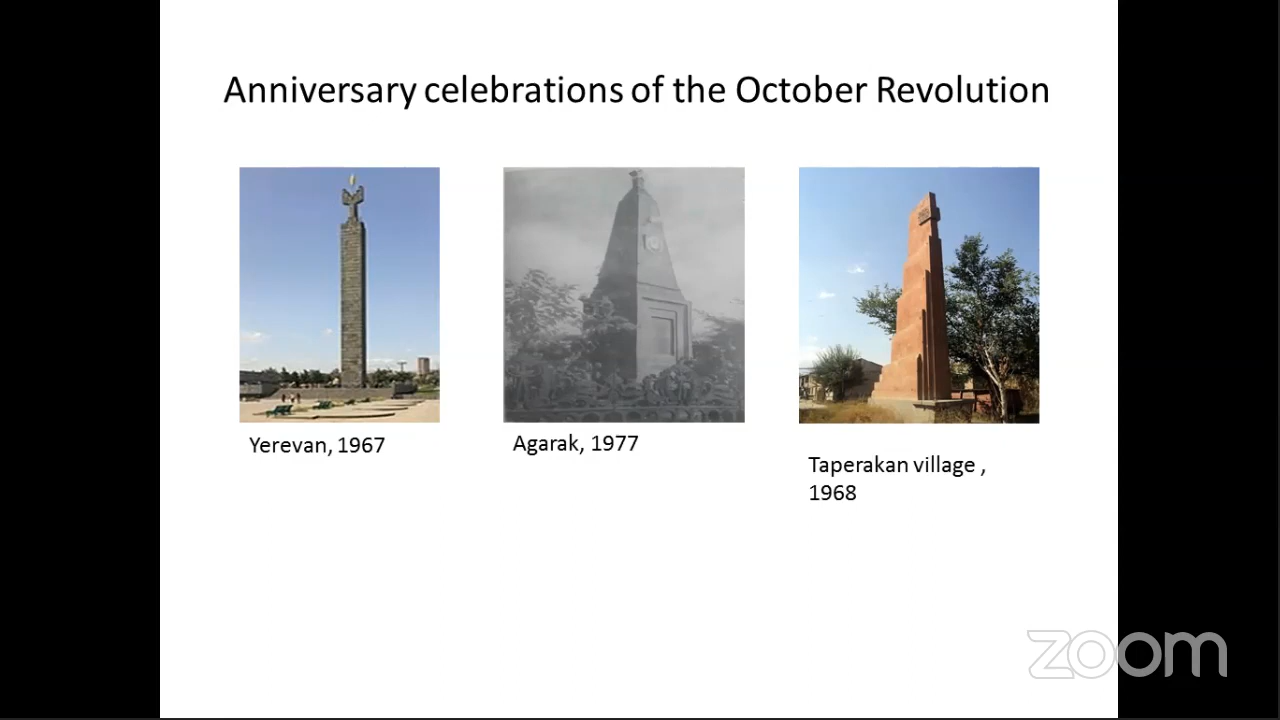 Anniversary celebrations of the October Revolution
Yerevan, 1967
Agarak, 1977
Taperakan village ,
1968
zoom